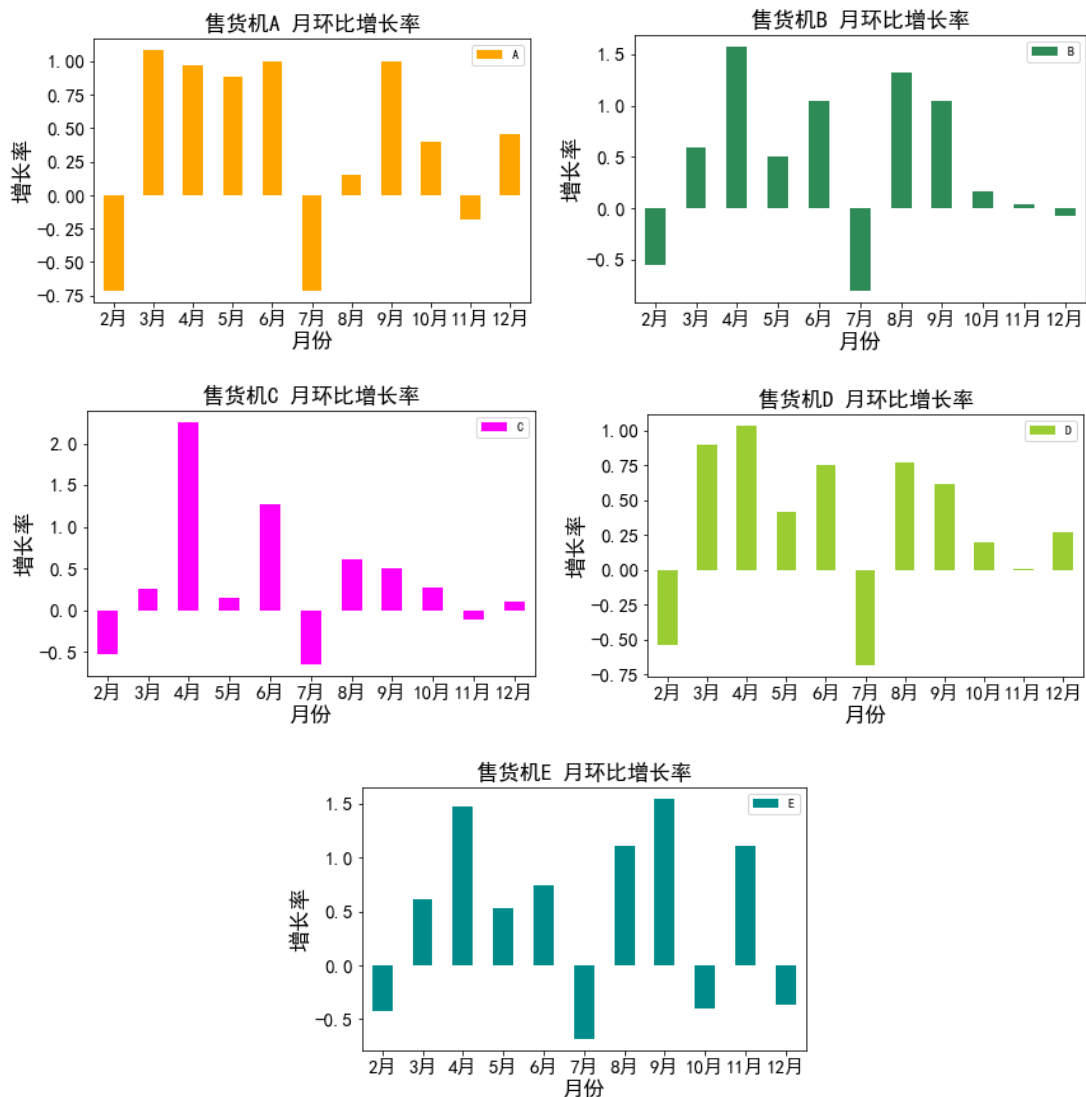 售货机A 月环比增长率
A
1.00
0.75
0.50
0.25
0.00
−0.25
−0.50
−0.75
增长率
2月 3月 4月 5月 6月 7月 8月 9月 10月 11月 12月
月份
售货机B 月环比增长率
B
1.5
1.0
0.5
0.0
−0.5
增长率
2月 3月 4月 5月 6月 7月 8月 9月 10月 11月 12月
月份
售货机C 月环比增长率
C
2.0
1.5
1.0
0.5
0.0
−0.5
增长率
2月 3月 4月 5月 6月 7月 8月 9月 10月 11月 12月
月份
售货机D 月环比增长率
D
1.00
0.75
0.50
0.25
0.00
−0.25
−0.50
−0.75
增长率
2月 3月 4月 5月 6月 7月 8月 9月 10月 11月 12月
月份
售货机E 月环比增长率
E
1.5
1.0
0.5
0.0
−0.5
增长率
2月 3月 4月 5月 6月 7月 8月 9月 10月 11月 12月
月份